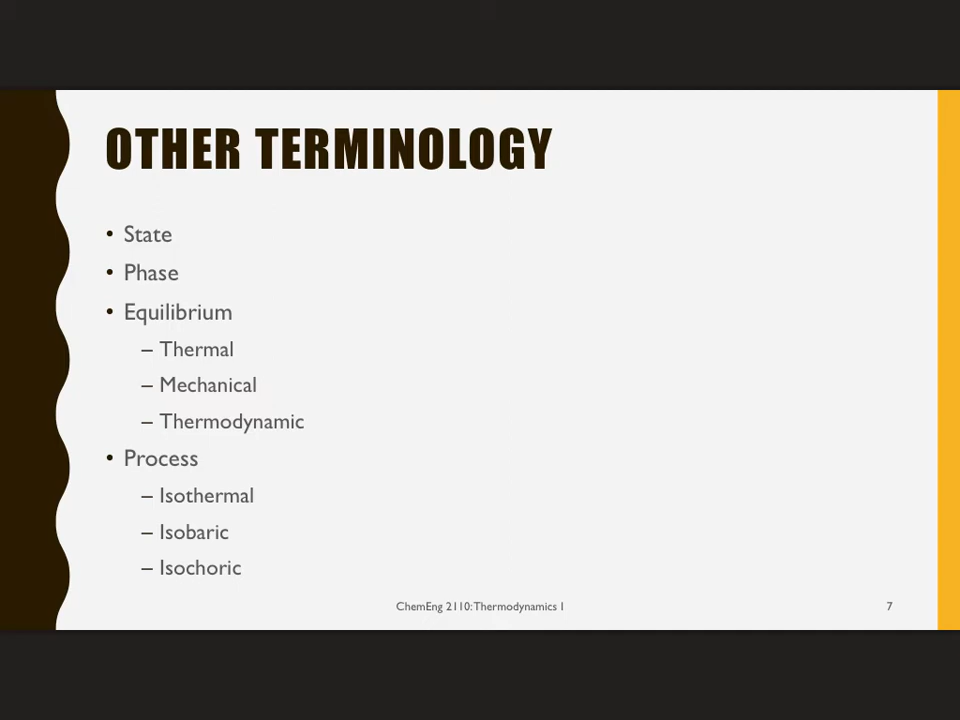 OTHER TERMINOLOGY
• State
• Phase
• Equilibrium
– Thermal
– Mechanical
– Thermodynamic
• Process
– Isothermal
– Isobaric
– Isochoric
ChemEng 2110: Thermodynamics I
7